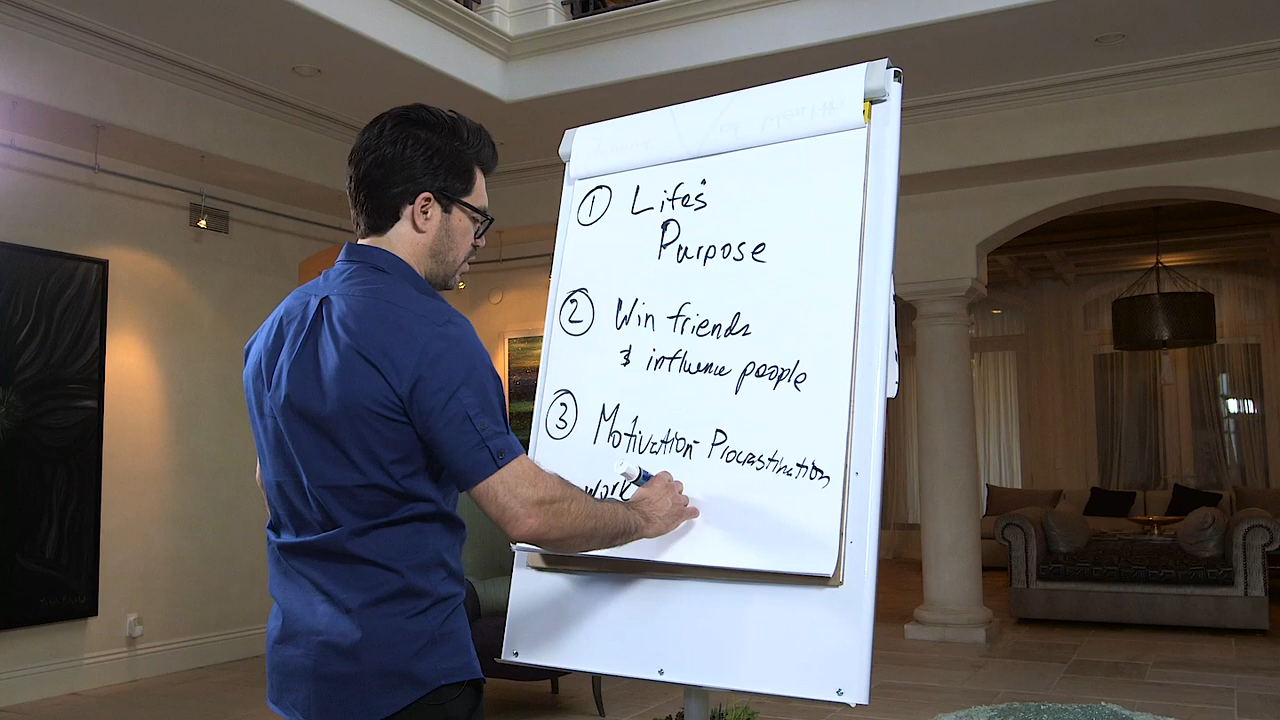 ① Life's
Purpose
② Win friends
& influence people
③ Motivation - Procrastination
work